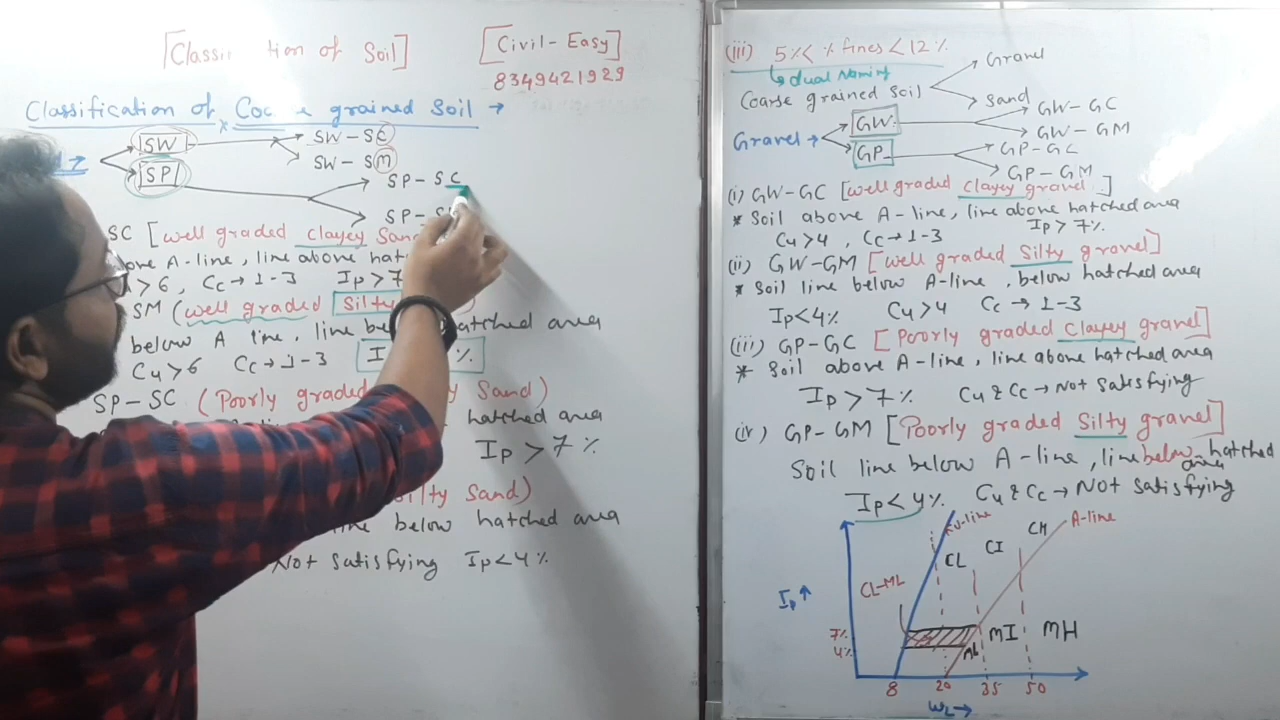 [Classi tion of Soil]
[Civil-Easy]
8349421929
Classification of Coc e grained Soil →
SW
SW-SC
SW-SM
SP
SP-SC
SP-S
SC [well graded clayey Sand
ove A-line, line above hat
> 6, Cc→1-3 Ip>7
SM (well graded Silty )
below A line, line be hatched area
Cu>6 Cc→1-3 I %
SP-SC (Poorly graded y Sand)
hatched area
Ip > 7 %
silty Sand)
ne below hatched area
Not satisfying Ip<4%
(iii) 5%< % fines < 12%
dual Naming
Coarse grained soil
Gravel
Sand
Gravel →
GW
GW-GC
GW-GM
GP
GP-GC
GP-GM
(i) GW-GC [well graded clayey gravel]
* Soil above A-line, line above hatched area
Cu>4, Cc→1-3 Ip>7%
(ii) GW-GM [well graded Silty gravel]
* Soil line below A-line, below hatched area
Ip<4% Cu>4 Cc→1-3
(iii) GP-GC [Poorly graded clayey gravel]
* Soil above A-line, line above hatched area
Ip>7% Cu & Cc→Not satisfying
(iv) GP-GM [Poorly graded Silty gravel]
Soil line below A-line, line below hatched area
Ip<4% Cu & Cc→Not satisfying
U-line
A-line
CH
CI
CL
CL-ML
Ip↑
7%
4%
ML
MI
MH
8 20 35 50
WL→